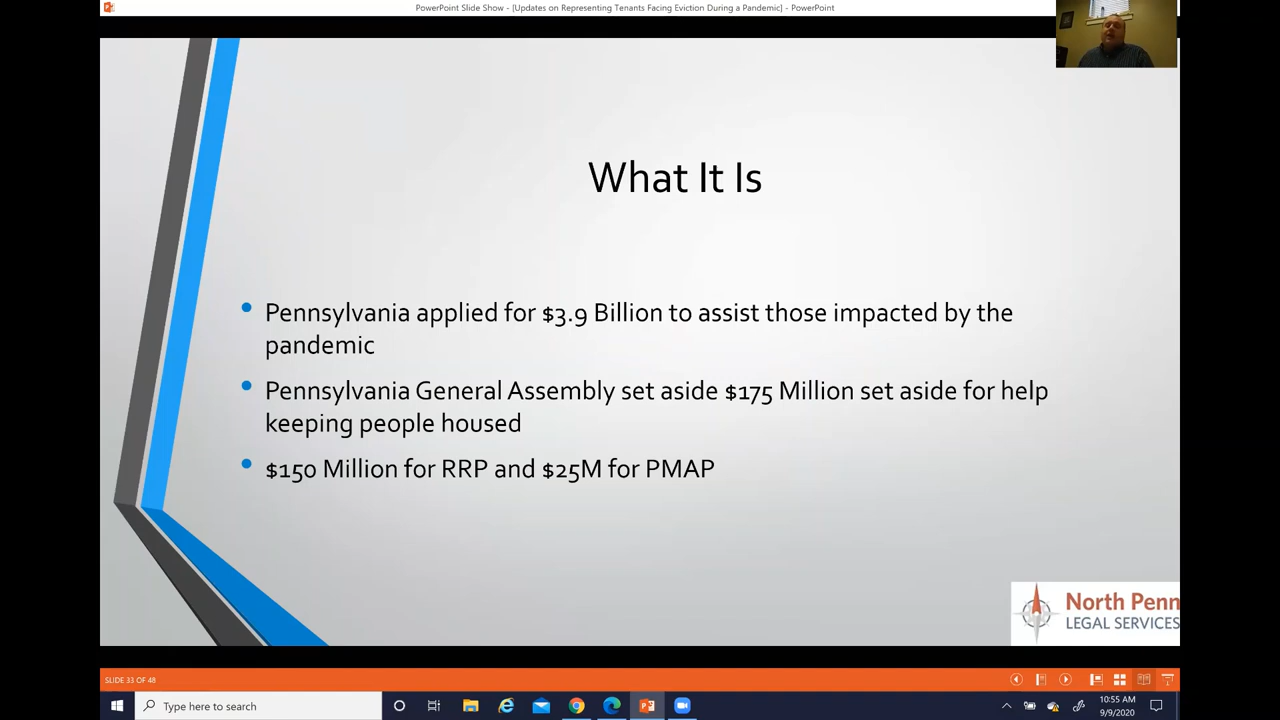 PowerPoint Slide Show - [Updates on Representing Tenants Facing Eviction During a Pandemic] - PowerPoint
What It Is
Pennsylvania applied for $3.9 Billion to assist those impacted by the
pandemic
Pennsylvania General Assembly set aside $175 Million set aside for help
keeping people housed
$150 Million for RRP and $25M for PMAP
North Penn
LEGAL SERVICES
SLIDE 33 OF 48
Type here to search
10:55 AM
9/9/2020